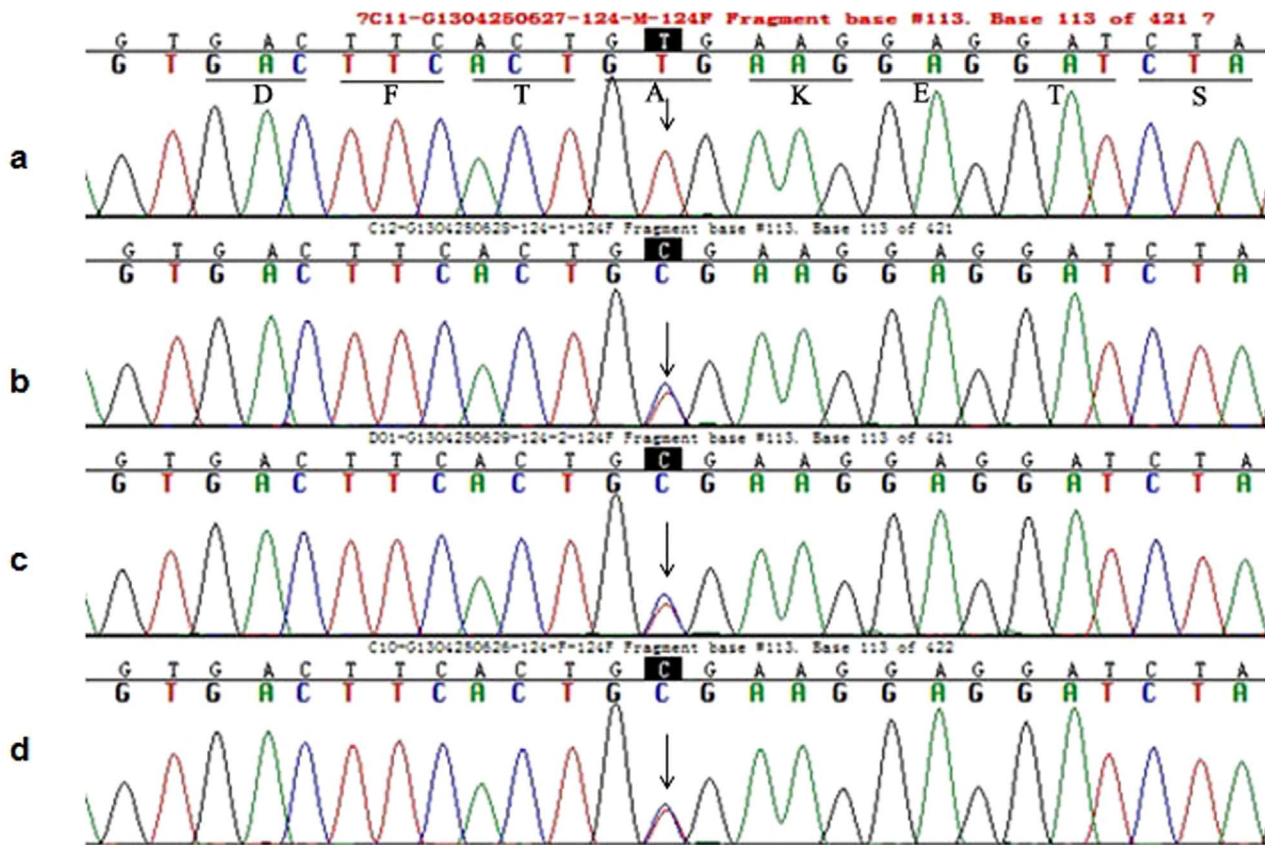 ?C11-G1304250627-124-M-124F Fragment base #113. Base 113 of 421 ?
G T G A C T T C A C T G T G A A G G A G G A T C T A
G T G A C T T C A C T G T G A A G G A G G A T C T A
D F T A K E T S
a
C12-G1304250628-124-1-124F Fragment base #113. Base 113 of 421
G T G A C T T C A C T G C G A A G G A G G A T C T A
G T G A C T T C A C T G C G A A G G A G G A T C T A
b
D01-G1304250629-124-2-124F Fragment base #113. Base 113 of 421
G T G A C T T C A C T G C G A A G G A G G A T C T A
G T G A C T T C A C T G C G A A G G A G G A T C T A
c
C10-G1304250626-124-F-124F Fragment base #113. Base 113 of 422
G T G A C T T C A C T G C G A A G G A G G A T C T A
G T G A C T T C A C T G C G A A G G A G G A T C T A
d